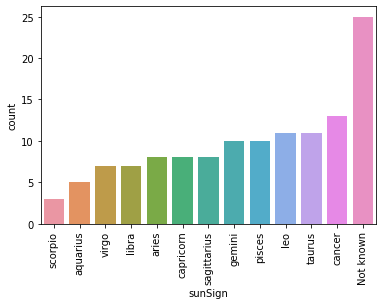 25
20
15
10
5
0
count
scorpio
aquarius
virgo
libra
aries
capricorn
sagittarius
gemini
pisces
leo
taurus
cancer
Not known
sunSign